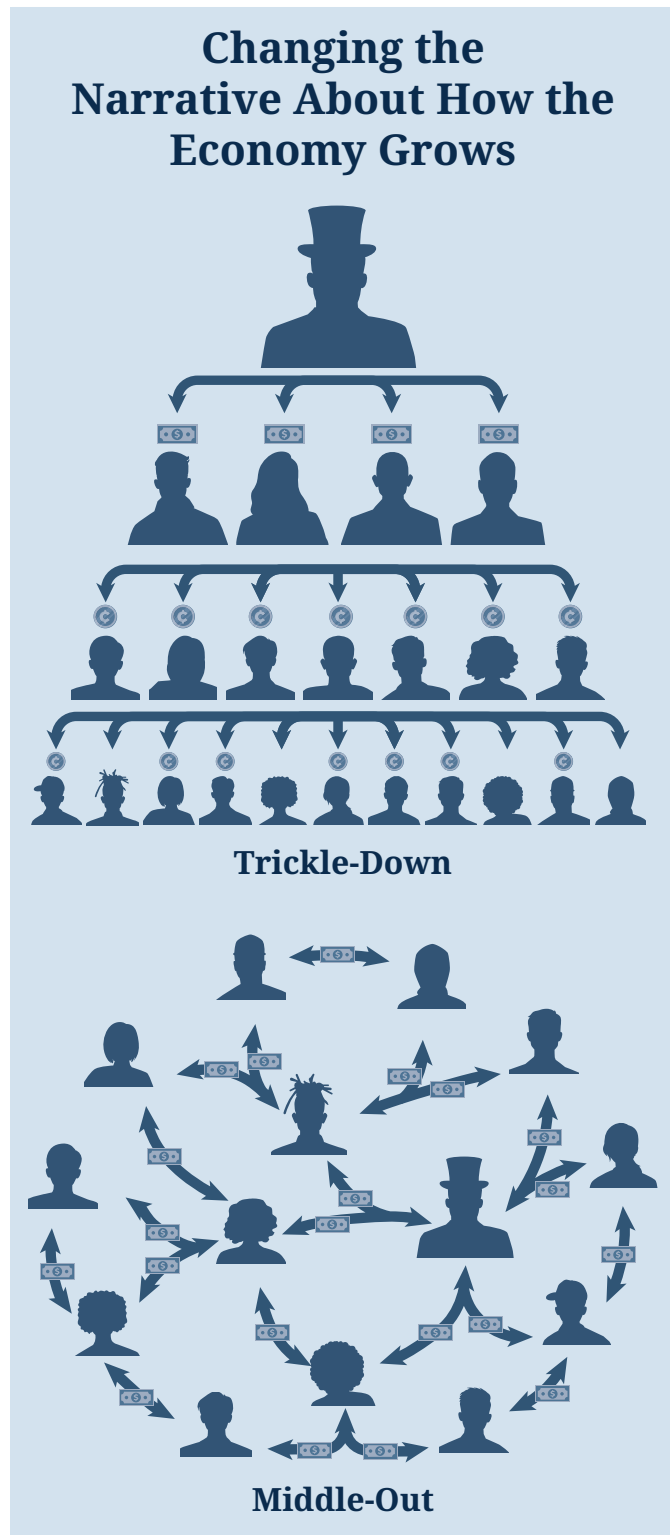 Changing the
Narrative About How the
Economy Grows
Trickle-Down
Middle-Out